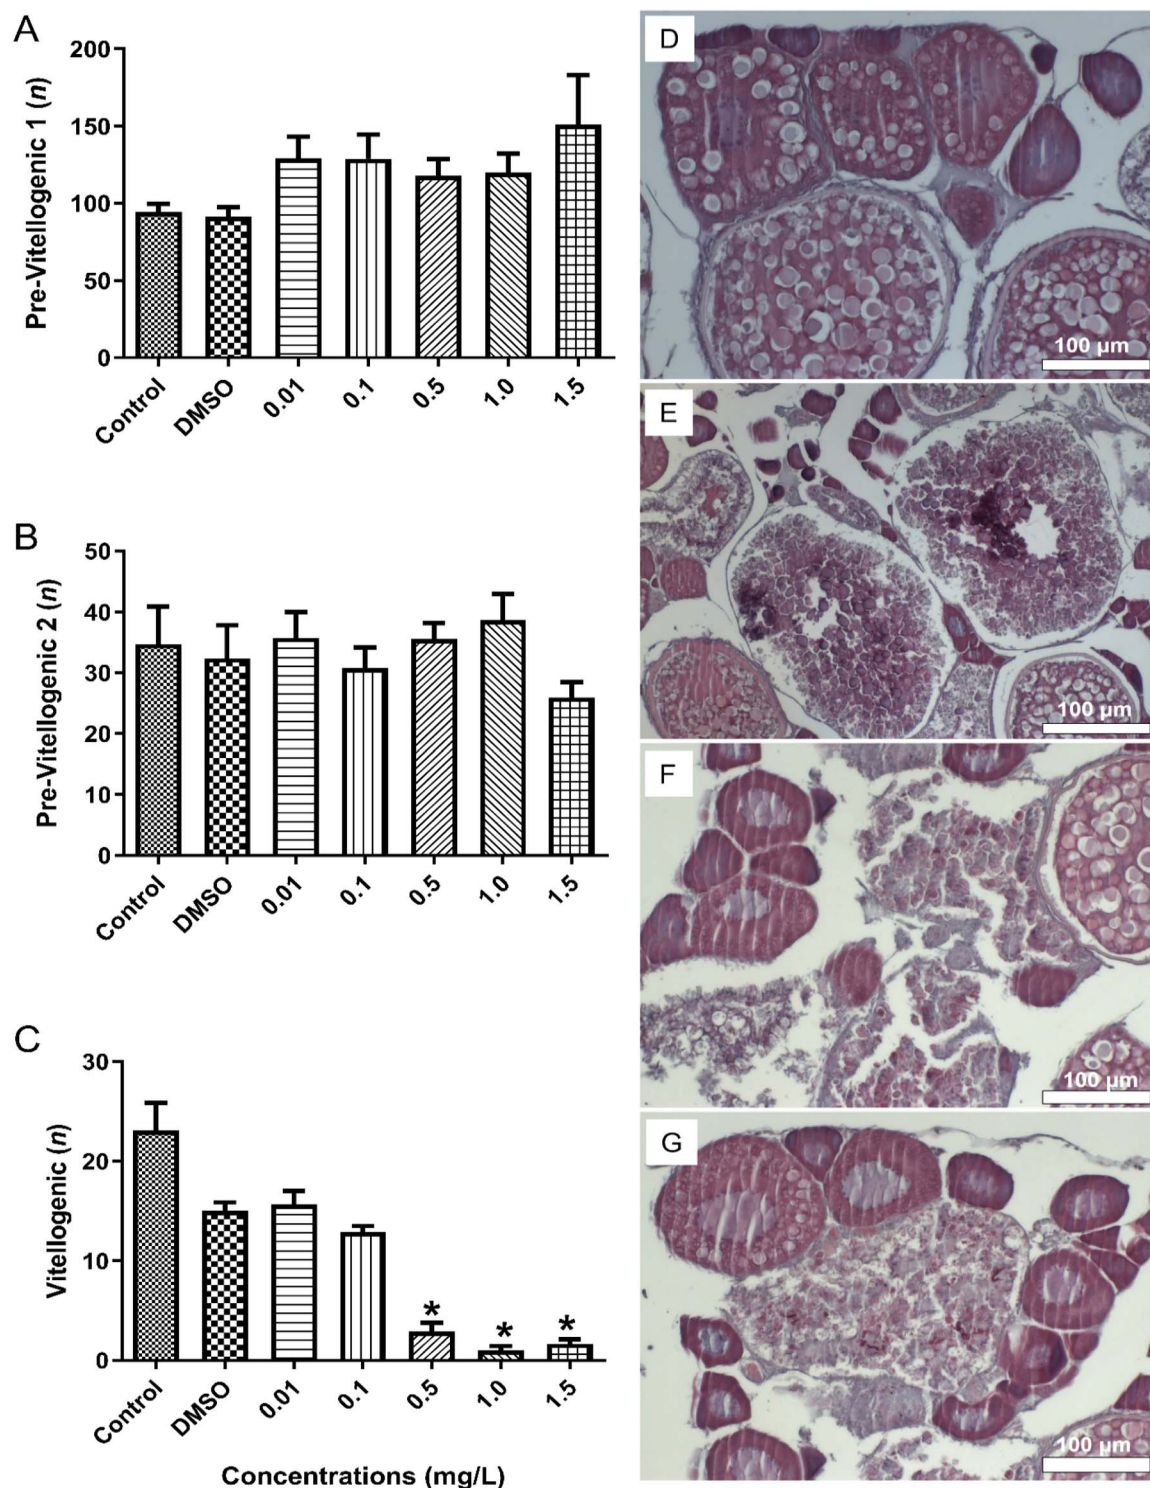 A
Pre-Vitellogenic 1 (n)
200
150
100
50
0
Control
DMSO
0.01
0.1
0.5
1.0
1.5
B
Pre-Vitellogenic 2 (n)
50
40
30
20
10
0
Control
DMSO
0.01
0.1
0.5
1.0
1.5
C
Vitellogenic (n)
30
20
10
0
*
*
*
Control
DMSO
0.01
0.1
0.5
1.0
1.5
Concentrations (mg/L)
D
100 µm
E
100 µm
F
100 µm
G
100 µm